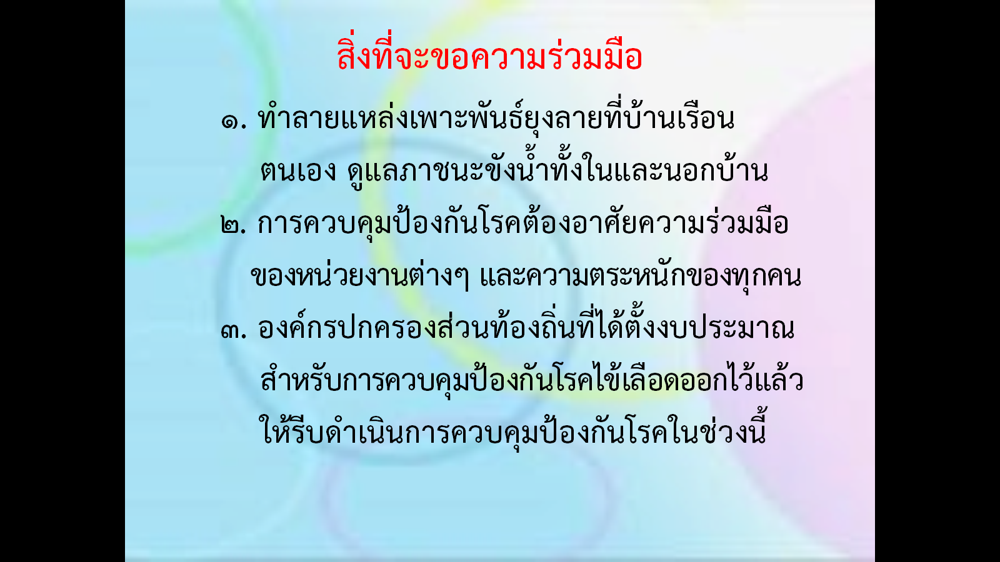 สิ่งที่จะขอความร่วมมือ
๑. ทำลายแหล่งเพาะพันธ์ยุงลายที่บ้านเรือน
ตนเอง ดูแลภาชนะขังน้ำทั้งในและนอกบ้าน
๒. การควบคุมป้องกันโรคต้องอาศัยความร่วมมือ
ของหน่วยงานต่างๆ และความตระหนักของทุกคน
๓. องค์กรปกครองส่วนท้องถิ่นที่ได้ตั้งงบประมาณ
สำหรับการควบคุมป้องกันโรคไข้เลือดออกไว้แล้ว
ให้รีบดำเนินการควบคุมป้องกันโรคในช่วงนี้